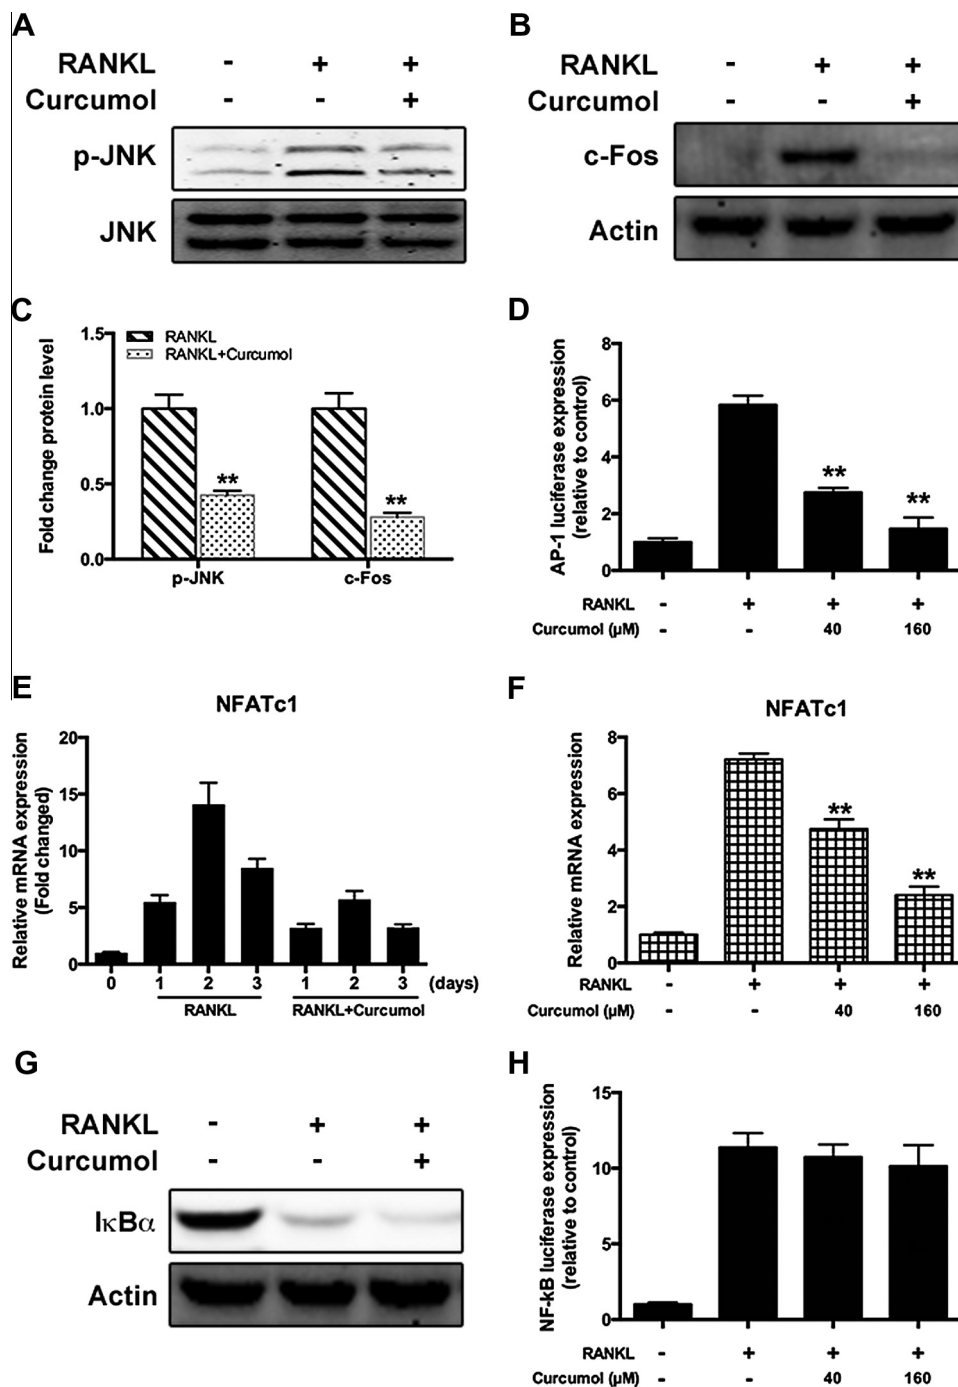 A
RANKL - + +
Curcumol - - +
p-JNK
JNK
B
RANKL - + +
Curcumol - - +
c-Fos
Actin
C
Fold change protein level
1.5
1.0
0.5
0.0
RANKL
RANKL+Curcumol
**
**
p-JNK c-Fos
D
AP-1 luciferase expression
(relative to control)
8
6
4
2
0
**
**
RANKL - + + +
Curcumol (μM) - - 40 160
E
NFATc1
Relative mRNA expression
(Fold changed)
20
15
10
5
0
0 1 2 3 1 2 3 (days)
RANKL RANKL+Curcumol
F
NFATc1
Relative mRNA expression
8
6
4
2
0
**
**
RANKL - + + +
Curcumol (μM) - - 40 160
G
RANKL - + +
Curcumol - - +
IκBα
Actin
H
NF-kB luciferase expression
(relative to control)
15
10
5
0
RANKL - + + +
Curcumol (μM) - - 40 160